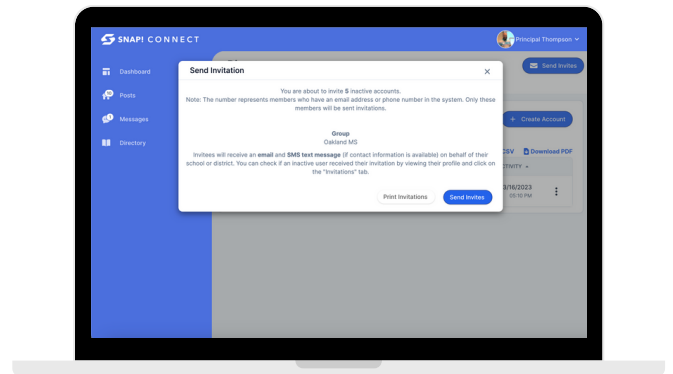 SNAP! CONNECT
Principal Thompson
Send Invites
Dashboard
Posts
Messages
Directory
Send Invitation
You are about to invite 5 inactive accounts.
Note: The number represents members who have an email address or phone number in the system. Only these
members will be sent invitations.
Group
Oakland MS
Invitees will receive an email and SMS text message (if contact information is available) on behalf of their
school or district. You can check if an inactive user received their invitation by viewing their profile and click on
the "Invitations" tab.
Print Invitations
Send Invites
+ Create Account
CSV
Download PDF
3/16/2023
05:10 PM